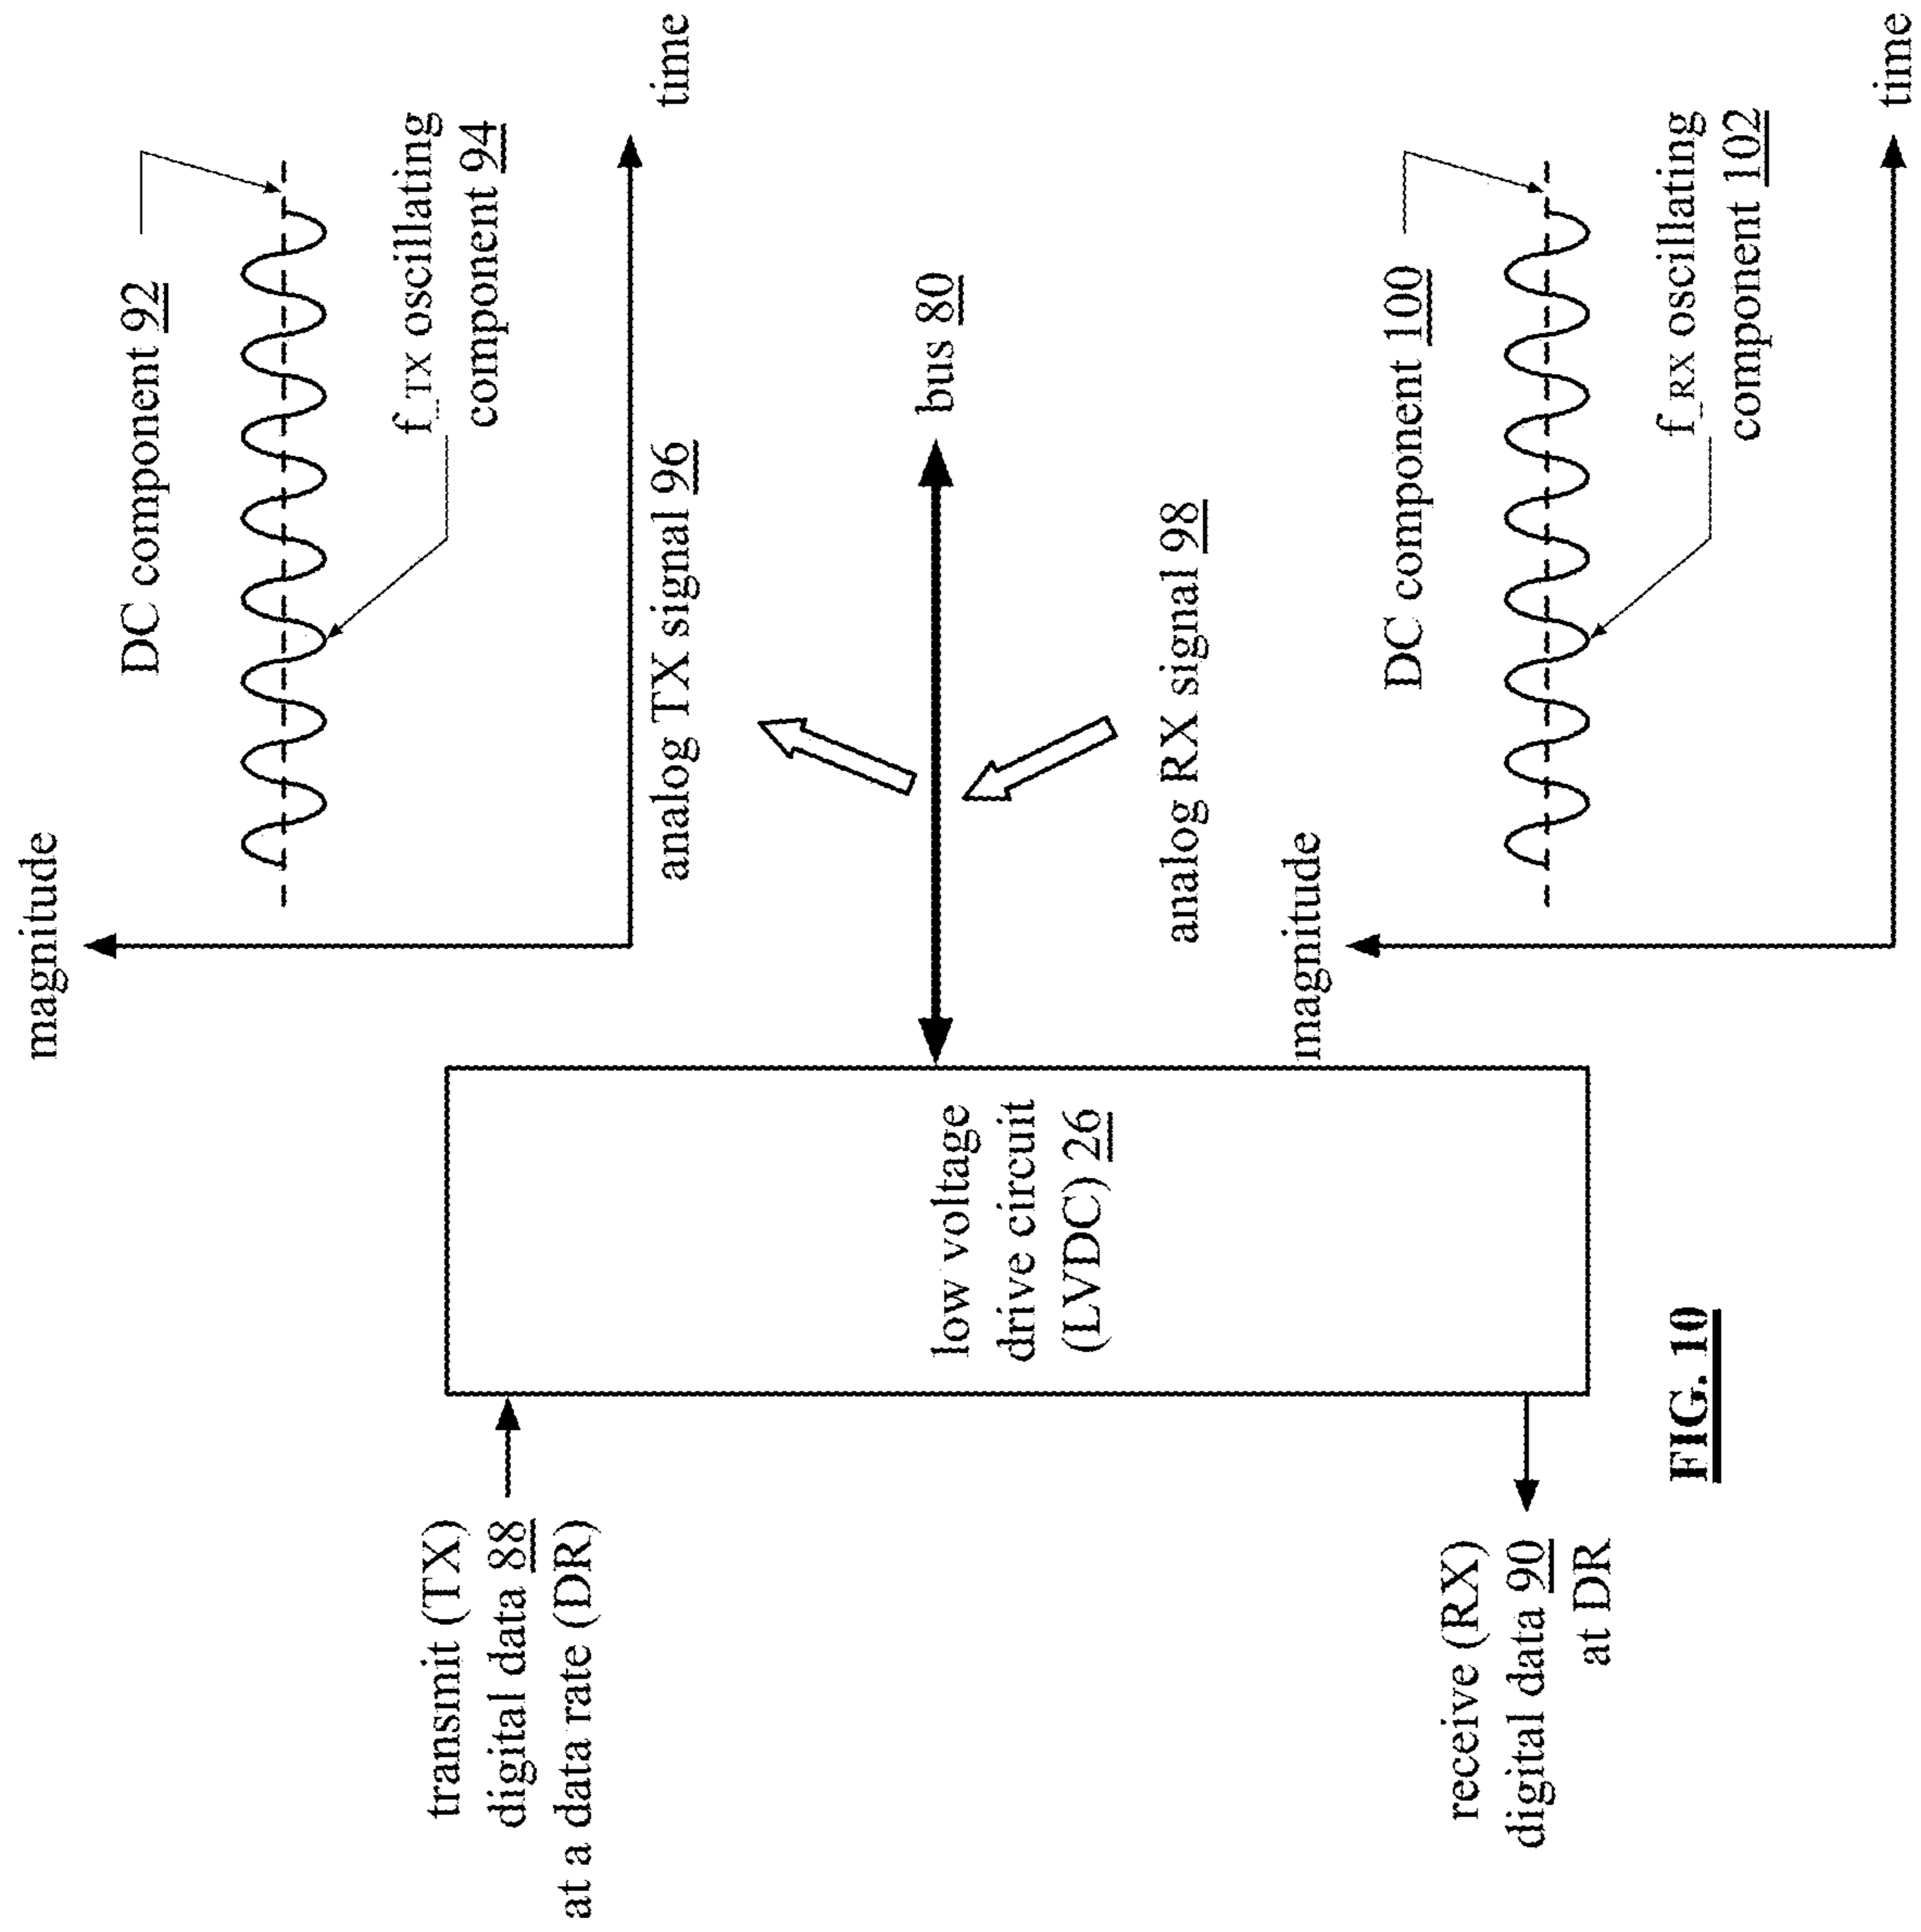 magnitude
DC component 92
f_TX oscillating
component 94
time
analog TX signal 96
transmit (TX)
digital data 88
at a data rate (DR)
low voltage
drive circuit
(LVDC) 26
bus 80
analog RX signal 98
magnitude
DC component 100
f_RX oscillating
component 102
time
receive (RX)
digital data 90
at DR
FIG. 10